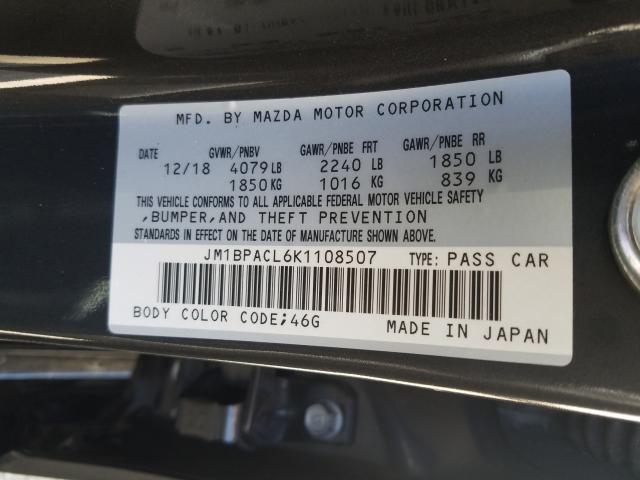 MFD. BY MAZDA MOTOR CORPORATION
DATE GVWR/PNBV GAWR/PNBE FRT GAWR/PNBE RR
12/18 4079 LB 2240 LB 1850 LB
1850 KG 1016 KG 839 KG
THIS VEHICLE CONFORMS TO ALL APPLICABLE FEDERAL MOTOR VEHICLE SAFETY
,BUMPER,AND THEFT PREVENTION
STANDARDS IN EFFECT ON THE DATE OF MANUFACTURE SHOWN ABOVE.
JM1BPACL6K1108507 TYPE: PASS CAR
BODY COLOR CODE;46G MADE IN JAPAN